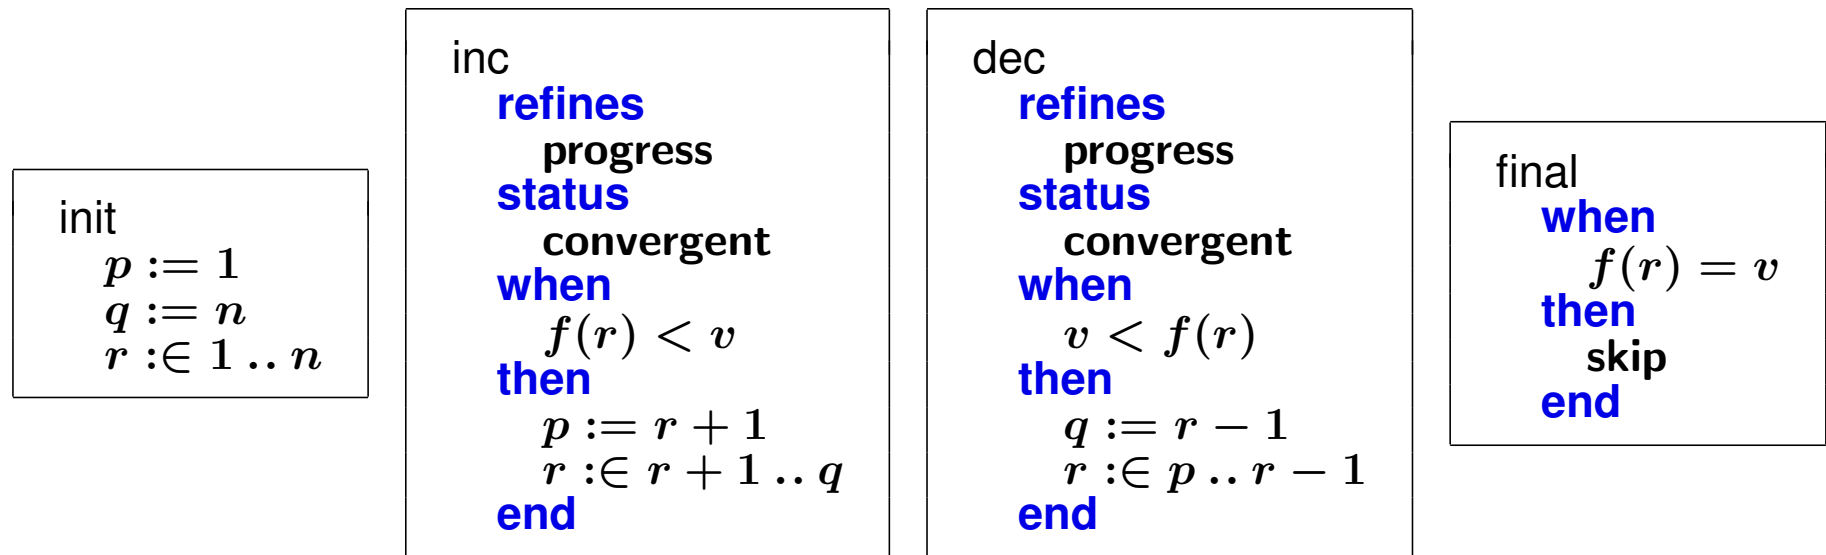 init
p := 1
q := n
r :∈ 1 .. n
inc
refines
progress
status
convergent
when
f(r) < v
then
p := r + 1
r :∈ r + 1 .. q
end
dec
refines
progress
status
convergent
when
v < f(r)
then
q := r − 1
r :∈ p .. r − 1
end
final
when
f(r) = v
then
skip
end